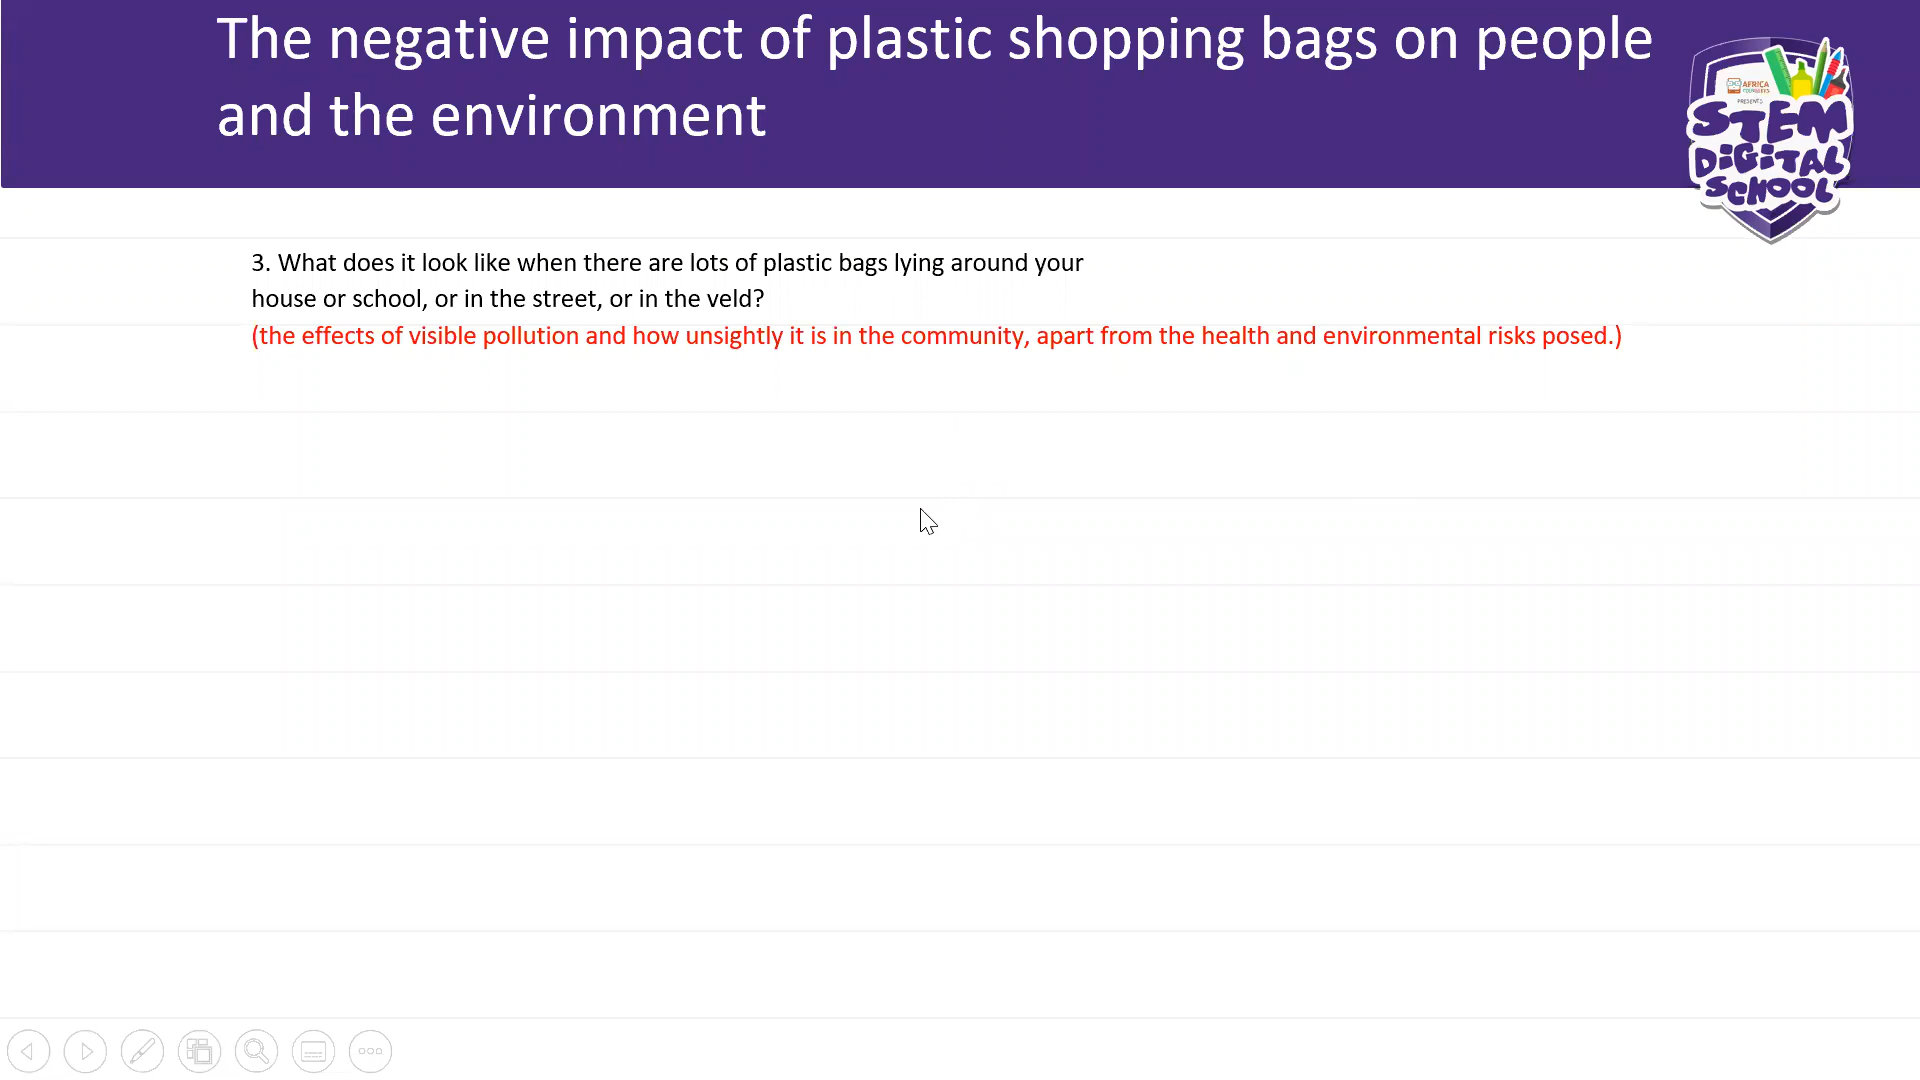 The negative impact of plastic shopping bags on people
and the environment
AFRICA
PRESENTS
STEM
DIGITAL
SCHOOL
3. What does it look like when there are lots of plastic bags lying around your
house or school, or in the street, or in the veld?
(the effects of visible pollution and how unsightly it is in the community, apart from the health and environmental risks posed.)